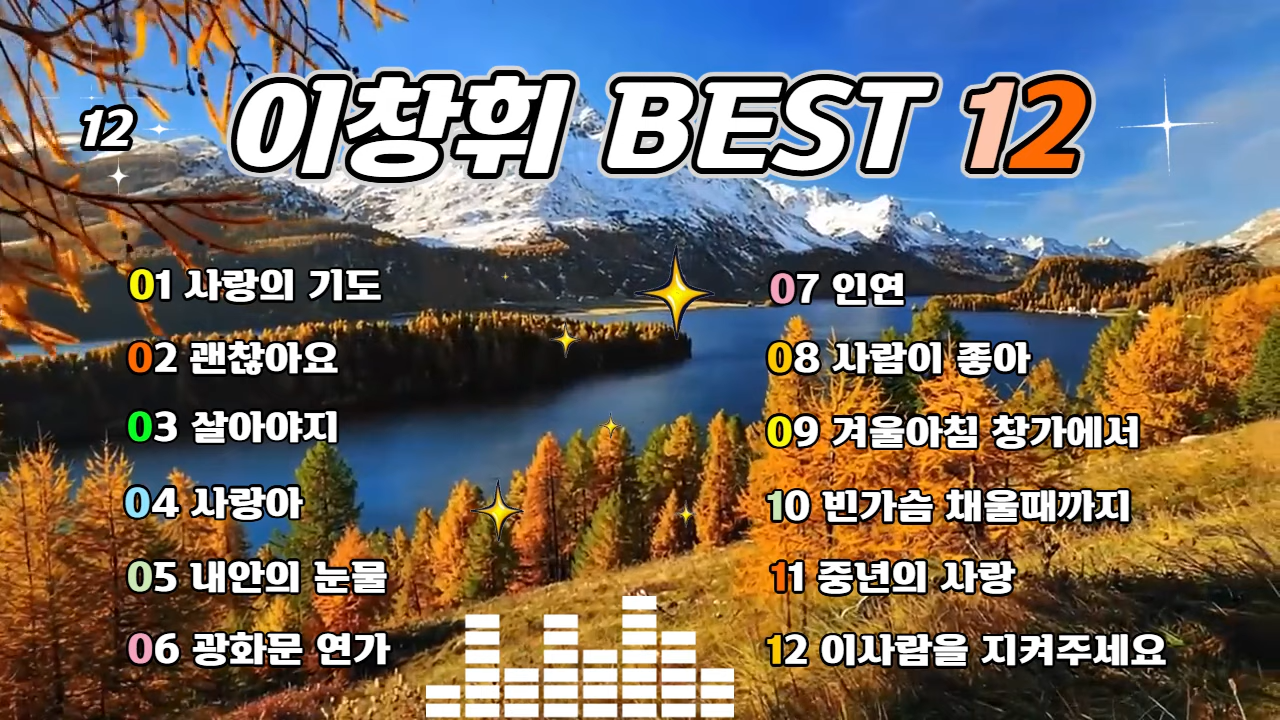 12
이창휘 BEST 12
01 사랑의 기도
02 괜찮아요
03 살아야지
04 사랑아
05 내안의 눈물
06 광화문 연가
07 인연
08 사람이 좋아
09 겨울아침 창가에서
10 빈가슴 채울때까지
11 중년의 사랑
12 이사람을 지켜주세요